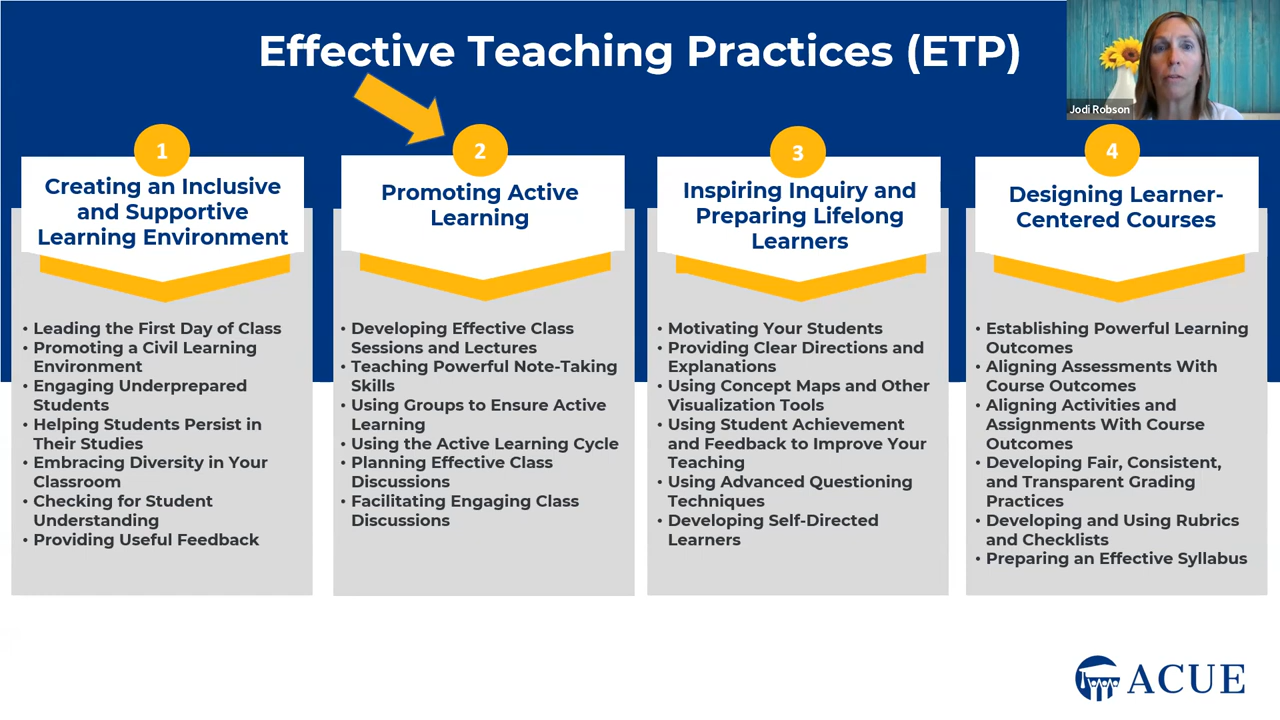 Effective Teaching Practices (ETP)
Jodi Robson
1
Creating an Inclusive
and Supportive
Learning Environment
• Leading the First Day of Class
• Promoting a Civil Learning
Environment
• Engaging Underprepared
Students
• Helping Students Persist in
Their Studies
• Embracing Diversity in Your
Classroom
• Checking for Student
Understanding
• Providing Useful Feedback
2
Promoting Active
Learning
• Developing Effective Class
Sessions and Lectures
• Teaching Powerful Note-Taking
Skills
• Using Groups to Ensure Active
Learning
• Using the Active Learning Cycle
• Planning Effective Class
Discussions
• Facilitating Engaging Class
Discussions
3
Inspiring Inquiry and
Preparing Lifelong
Learners
• Motivating Your Students
• Providing Clear Directions and
Explanations
• Using Concept Maps and Other
Visualization Tools
• Using Student Achievement
and Feedback to Improve Your
Teaching
• Using Advanced Questioning
Techniques
• Developing Self-Directed
Learners
4
Designing Learner-
Centered Courses
• Establishing Powerful Learning
Outcomes
• Aligning Assessments With
Course Outcomes
• Aligning Activities and
Assignments With Course
Outcomes
• Developing Fair, Consistent,
and Transparent Grading
Practices
• Developing and Using Rubrics
and Checklists
• Preparing an Effective Syllabus
ACUE